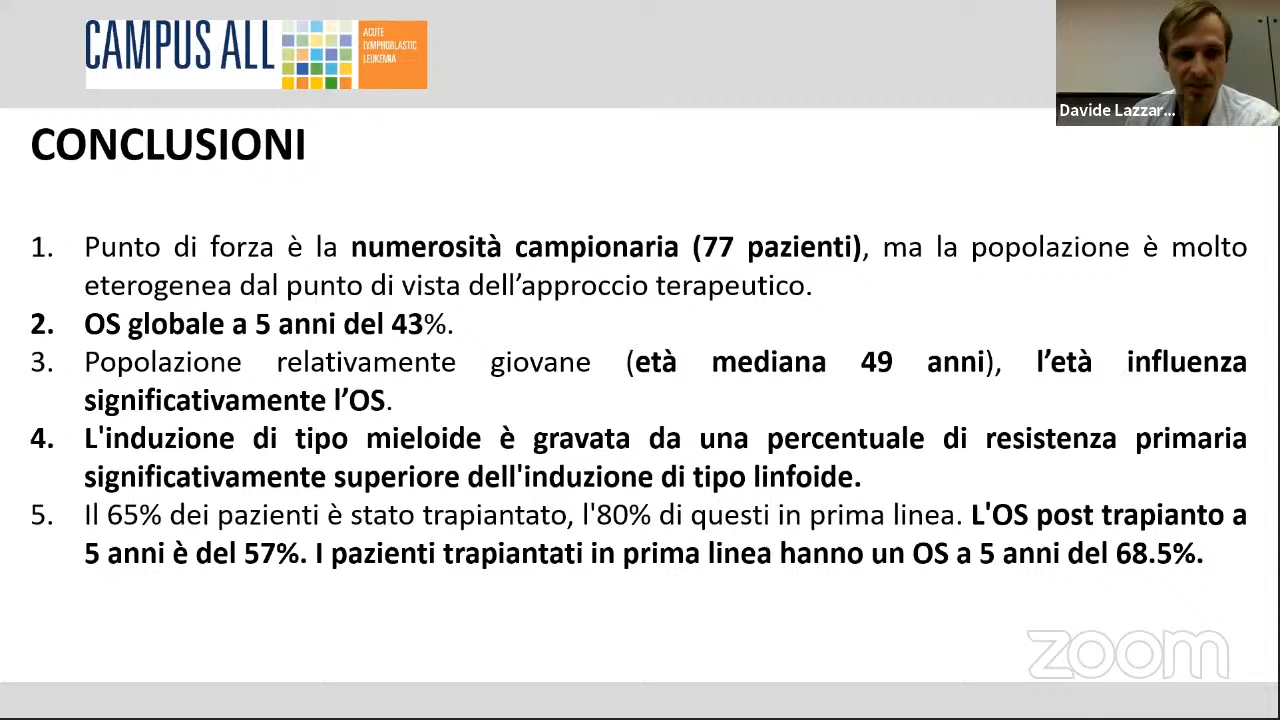 CAMPUS ALL
ACUTE
LYMPHOBLASTIC
LEUKEMIA
Davide Lazzar...
CONCLUSIONI
1. Punto di forza è la numerosità campionaria (77 pazienti), ma la popolazione è molto
eterogenea dal punto di vista dell’approccio terapeutico.
2. OS globale a 5 anni del 43%.
3. Popolazione relativamente giovane (età mediana 49 anni), l’età influenza
significativamente l’OS.
4. L'induzione di tipo mieloide è gravata da una percentuale di resistenza primaria
significativamente superiore dell'induzione di tipo linfoide.
5. Il 65% dei pazienti è stato trapiantato, l'80% di questi in prima linea. L'OS post trapianto a
5 anni è del 57%. I pazienti trapiantati in prima linea hanno un OS a 5 anni del 68.5%.
zoom